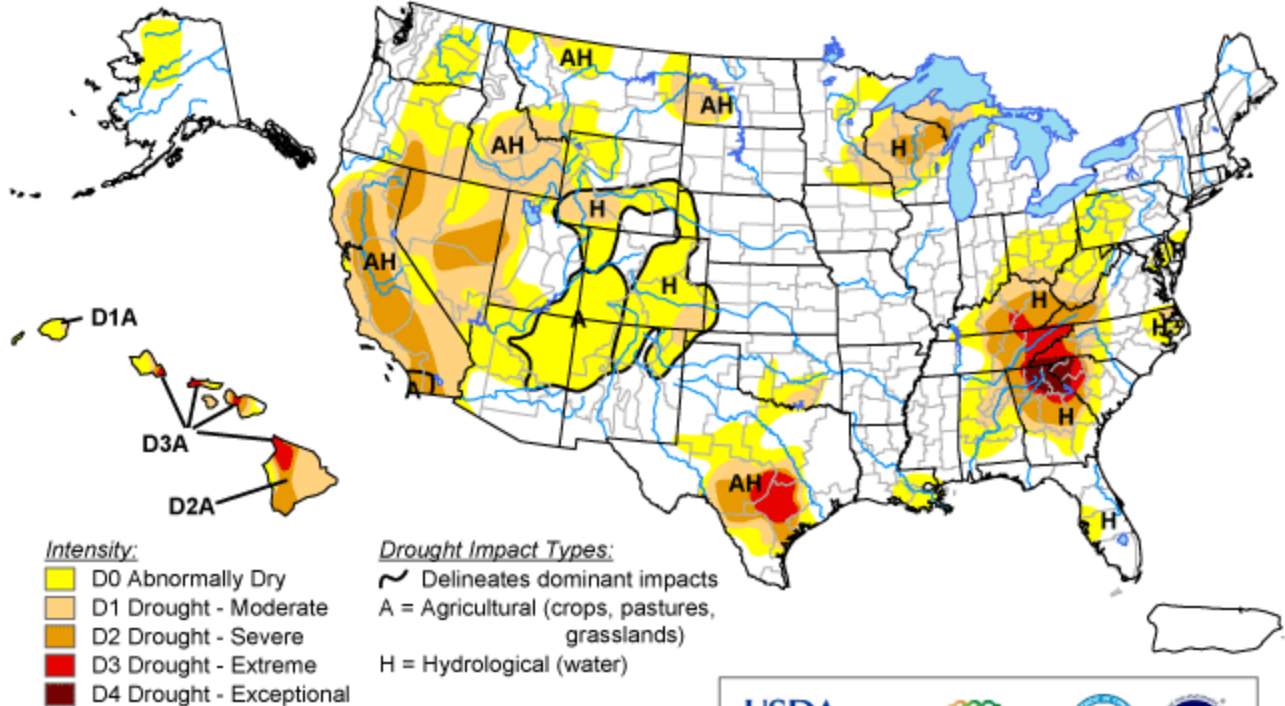 AH
AH
AH
H
H
AH
H
H
D1A
A
H
H
A
H
D3A
AH
D2A
H
Intensity:
D0 Abnormally Dry
D1 Drought - Moderate
D2 Drought - Severe
D3 Drought - Extreme
D4 Drought - Exceptional
Drought Impact Types:
Delineates dominant impacts
A = Agricultural (crops, pastures,
grasslands)
H = Hydrological (water)
USDA